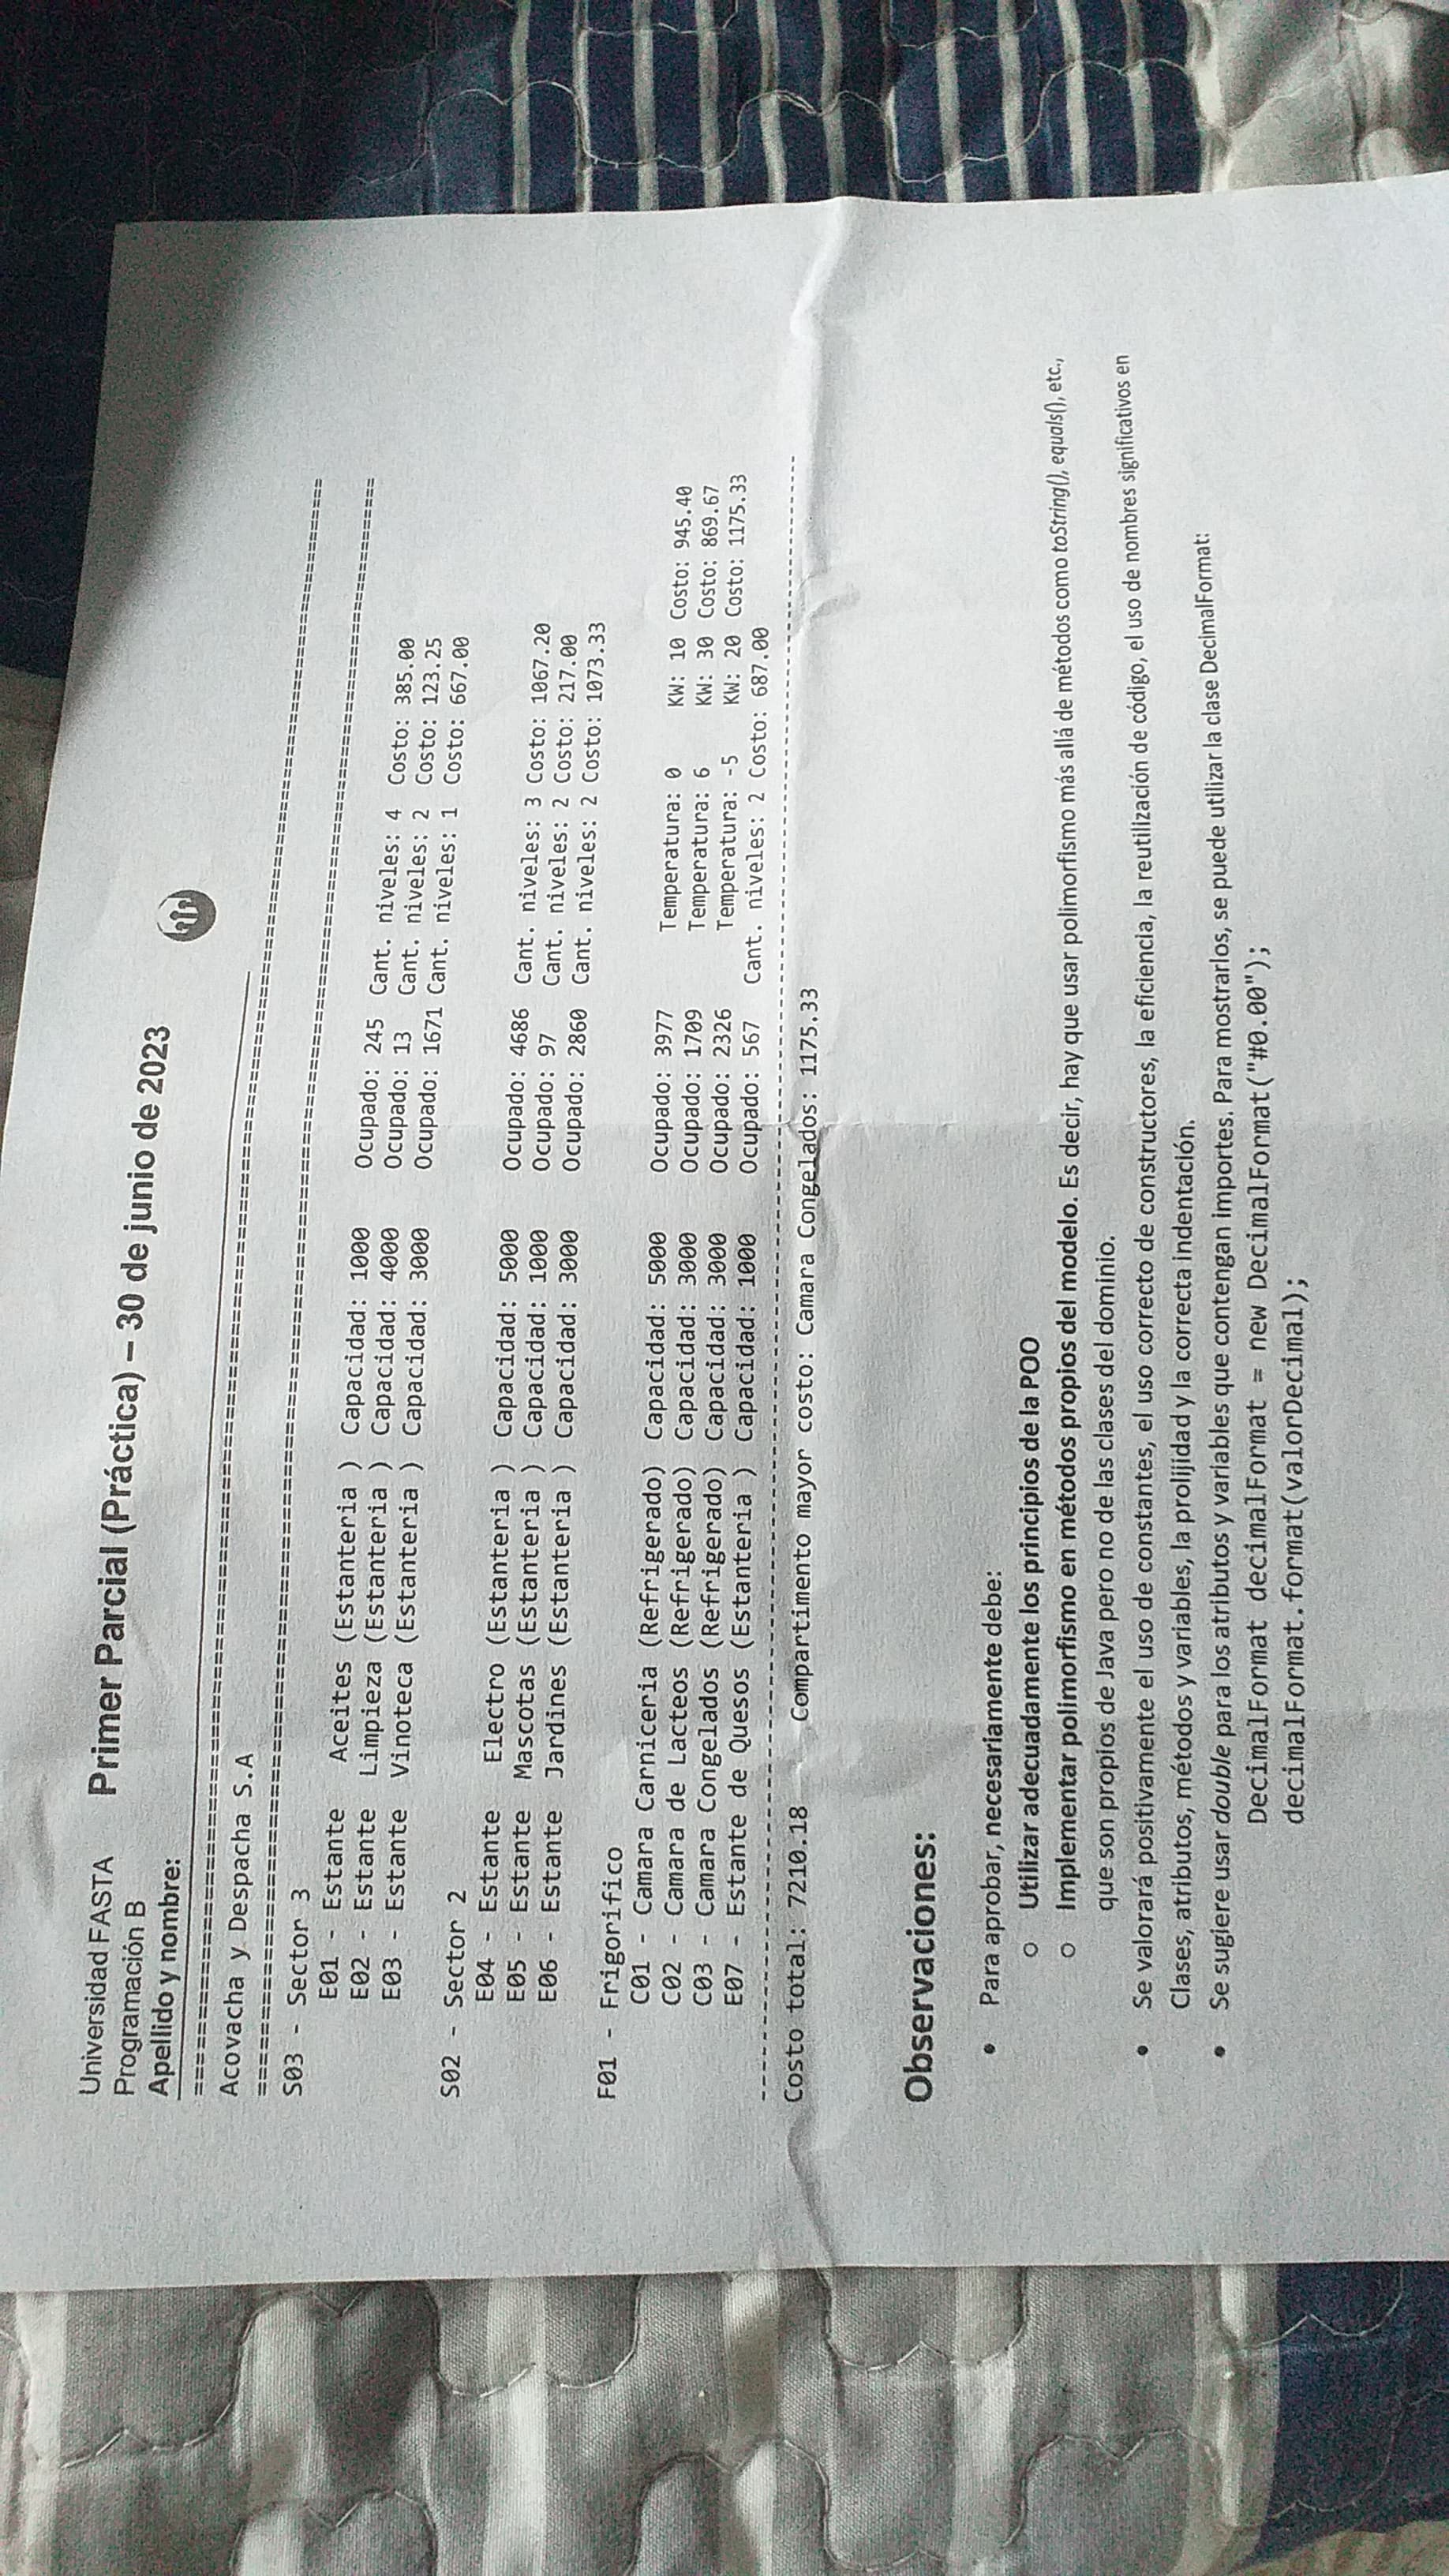 Universidad FASTA
Programación B
Primer Parcial (Práctica) – 30 de junio de 2023
Apellido y nombre:
================================================================================
Acovacha y Despacha S.A
================================================================================
S03 - Sector 3
E01 - Estante Aceites (Estanteria ) Capacidad: 1000 Ocupado: 245 Cant. niveles: 4 Costo: 385.00
E02 - Estante Limpieza (Estanteria ) Capacidad: 4000 Ocupado: 13 Cant. niveles: 2 Costo: 123.25
E03 - Estante Vinoteca (Estanteria ) Capacidad: 3000 Ocupado: 1671 Cant. niveles: 1 Costo: 667.00
S02 - Sector 2
E04 - Estante Electro (Estanteria ) Capacidad: 5000 Ocupado: 4686 Cant. niveles: 3 Costo: 1067.20
E05 - Estante Mascotas (Estanteria ) Capacidad: 1000 Ocupado: 97 Cant. niveles: 2 Costo: 217.00
E06 - Estante Jardines (Estanteria ) Capacidad: 3000 Ocupado: 2860 Cant. niveles: 2 Costo: 1073.33
F01 - Frigorifico
C01 - Camara Carniceria (Refrigerado) Capacidad: 5000 Ocupado: 3977 Temperatura: 0 KW: 10 Costo: 945.40
C02 - Camara de Lacteos (Refrigerado) Capacidad: 3000 Ocupado: 1709 Temperatura: 6 KW: 30 Costo: 869.67
C03 - Camara Congelados (Refrigerado) Capacidad: 3000 Ocupado: 2326 Temperatura: -5 KW: 20 Costo: 1175.33
E07 - Estante de Quesos (Estanteria ) Capacidad: 1000 Ocupado: 567 Cant. niveles: 2 Costo: 687.00
--------------------------------------------------------------------------------
Costo total: 7210.18 Compartimento mayor costo: Camara Congelados: 1175.33
Observaciones:
• Para aprobar, necesariamente debe:
o Utilizar adecuadamente los principios de la POO
o Implementar polimorfismo en métodos propios del modelo. Es decir, hay que usar polimorfismo más allá de métodos como toString(), equals(), etc.,
que son propios de Java pero no de las clases del dominio.
• Se valorará positivamente el uso de constantes, el uso correcto de constructores, la eficiencia, la reutilización de código, el uso de nombres significativos en
Clases, atributos, métodos y variables, la prolijidad y la correcta indentación.
• Se sugiere usar double para los atributos y variables que contengan importes. Para mostrarlos, se puede utilizar la clase DecimalFormat:
DecimalFormat decimalFormat = new DecimalFormat("#0.00");
decimalFormat.format(valorDecimal);